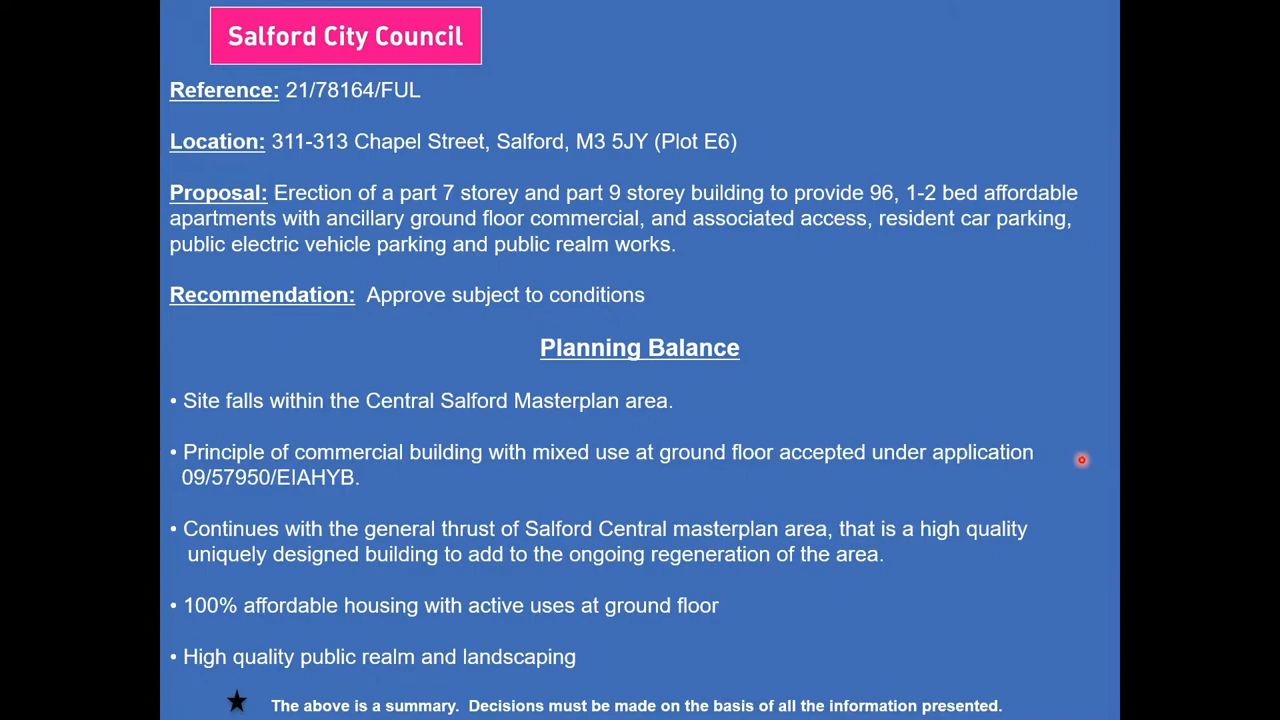 Salford City Council
Reference: 21/78164/FUL
Location: 311-313 Chapel Street, Salford, M3 5JY (Plot E6)
Proposal: Erection of a part 7 storey and part 9 storey building to provide 96, 1-2 bed affordable
apartments with ancillary ground floor commercial, and associated access, resident car parking,
public electric vehicle parking and public realm works.
Recommendation: Approve subject to conditions
Planning Balance
• Site falls within the Central Salford Masterplan area.
• Principle of commercial building with mixed use at ground floor accepted under application
09/57950/EIAHYB.
• Continues with the general thrust of Salford Central masterplan area, that is a high quality
uniquely designed building to add to the ongoing regeneration of the area.
• 100% affordable housing with active uses at ground floor
• High quality public realm and landscaping
★ The above is a summary. Decisions must be made on the basis of all the information presented.